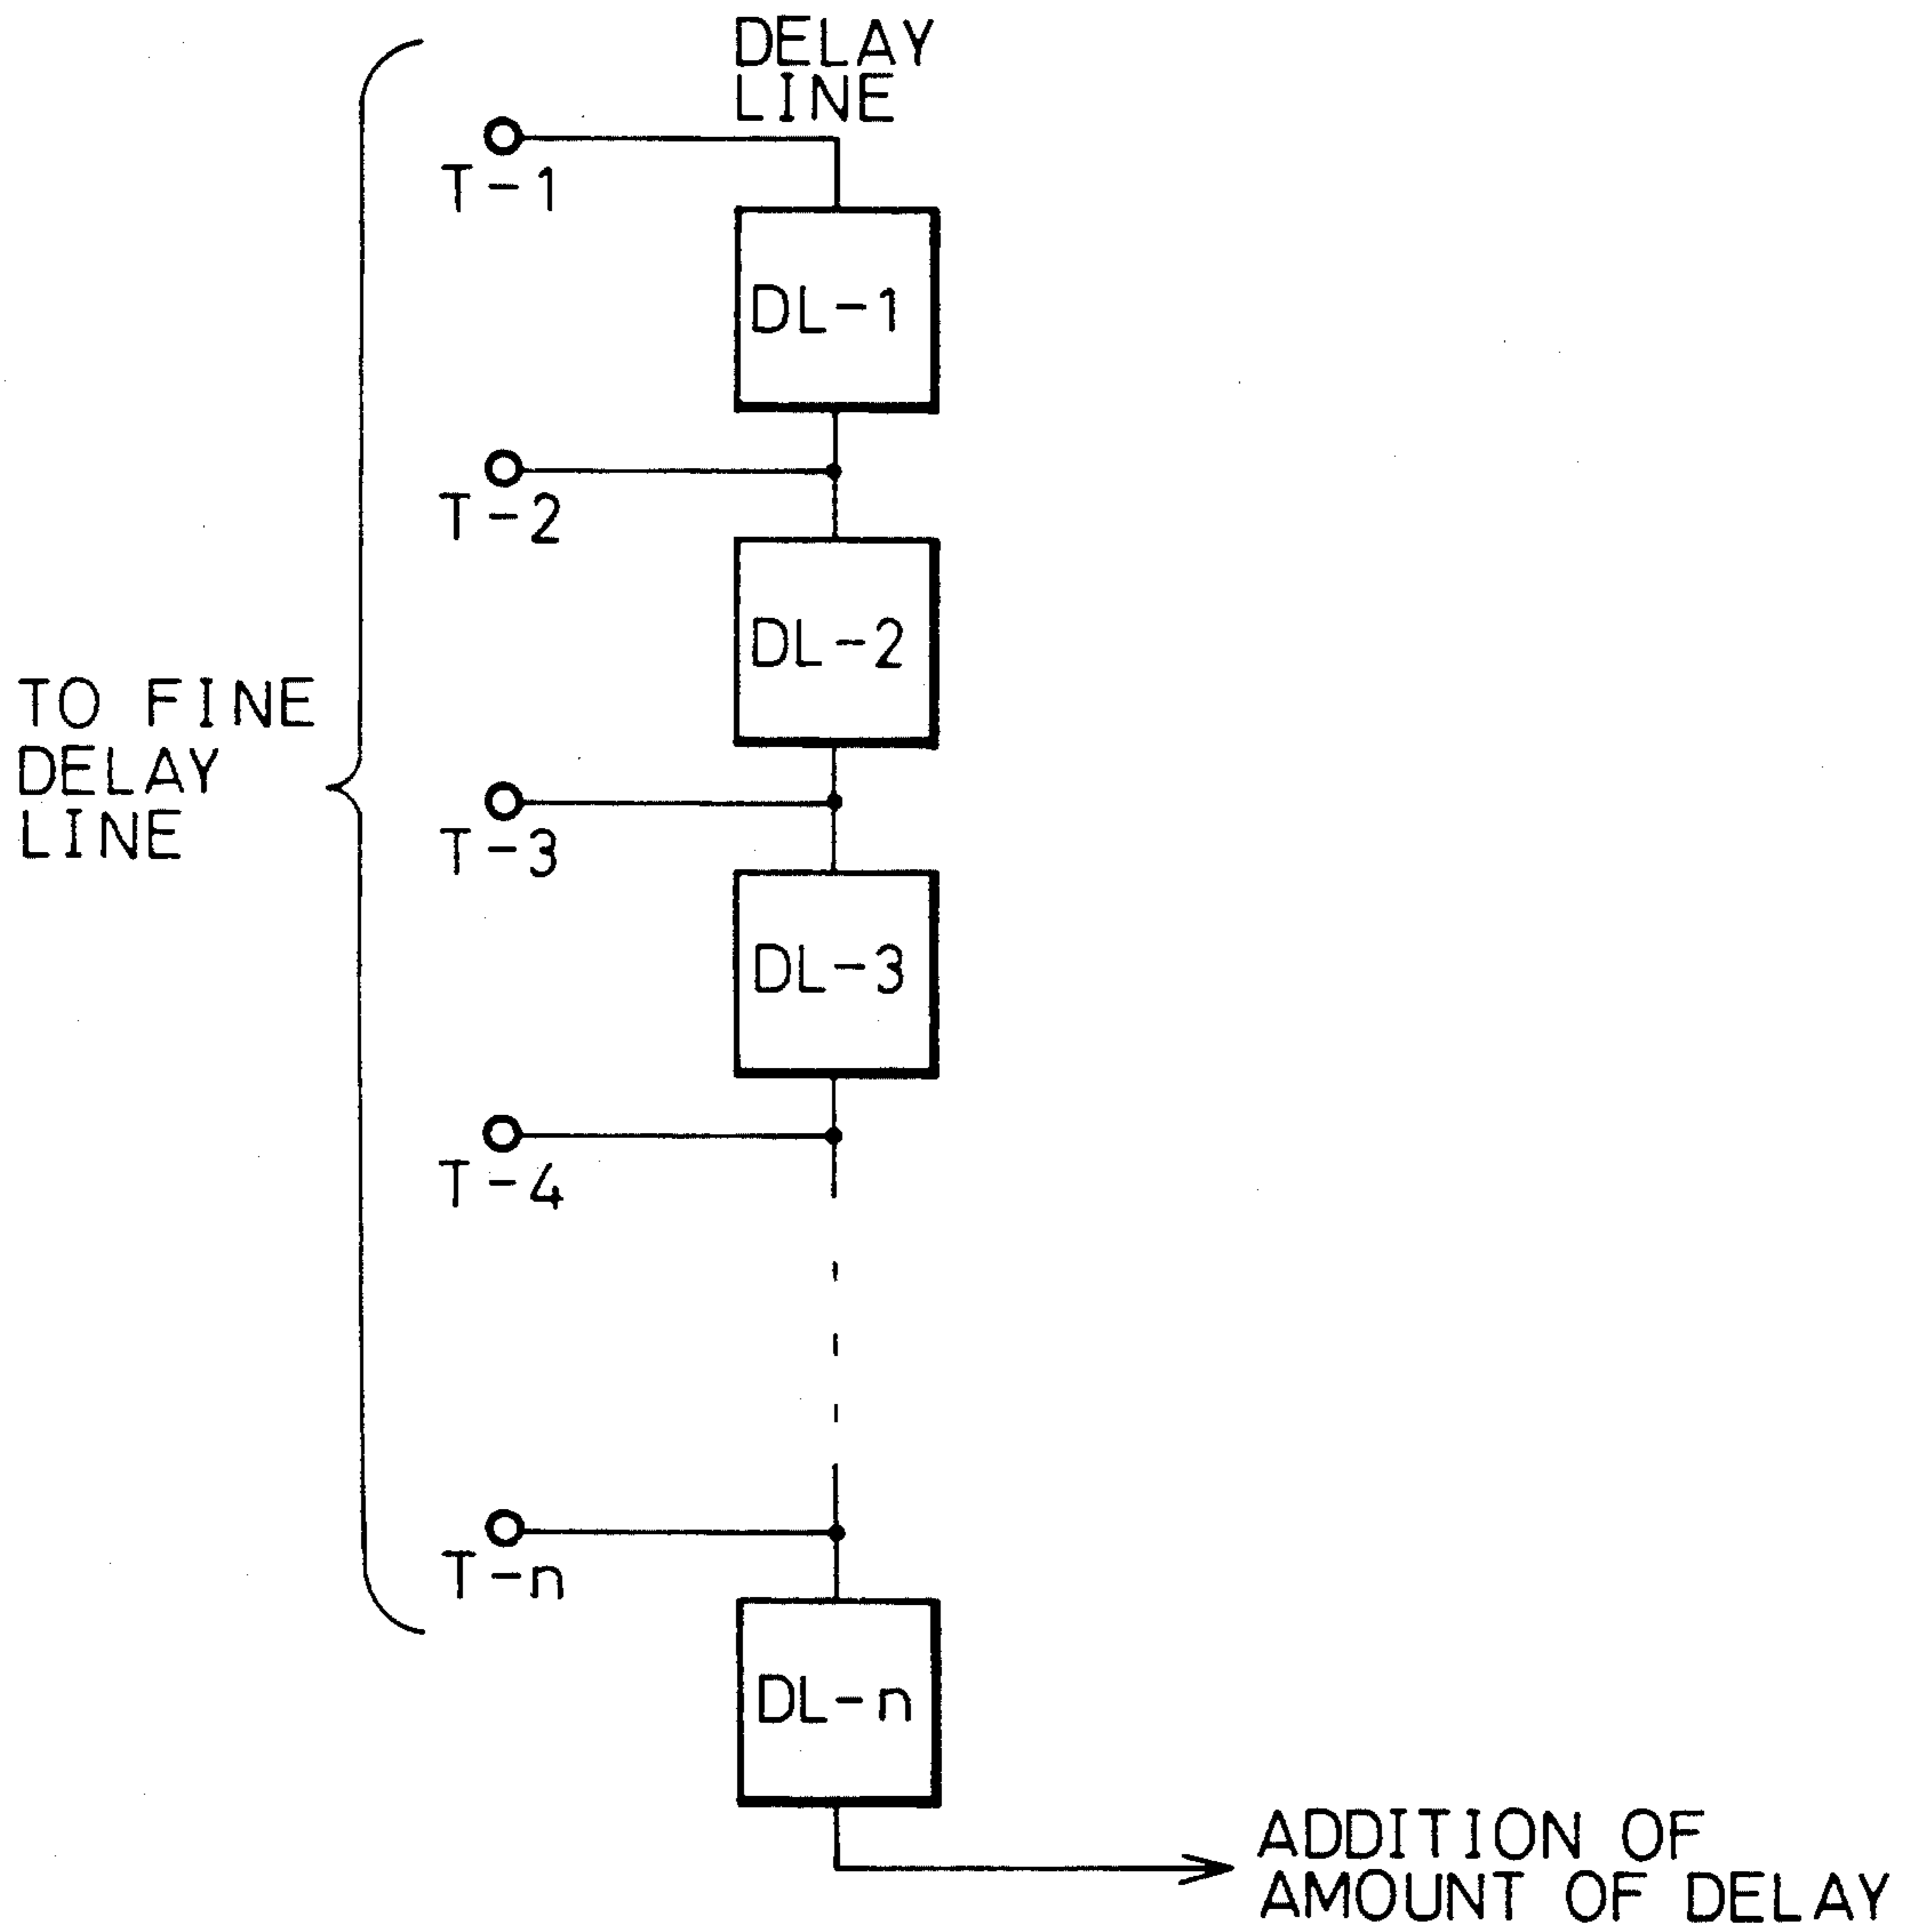 DELAY
LINE
T-1
DL-1
T-2
DL-2
TO FINE
DELAY
LINE
T-3
DL-3
T-4
T-n
DL-n
ADDITION OF
AMOUNT OF DELAY